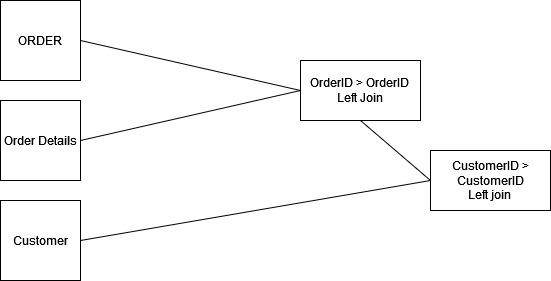 ORDER
OrderID > OrderID
Left Join
Order Details
CustomerID >
CustomerID
Left join
Customer